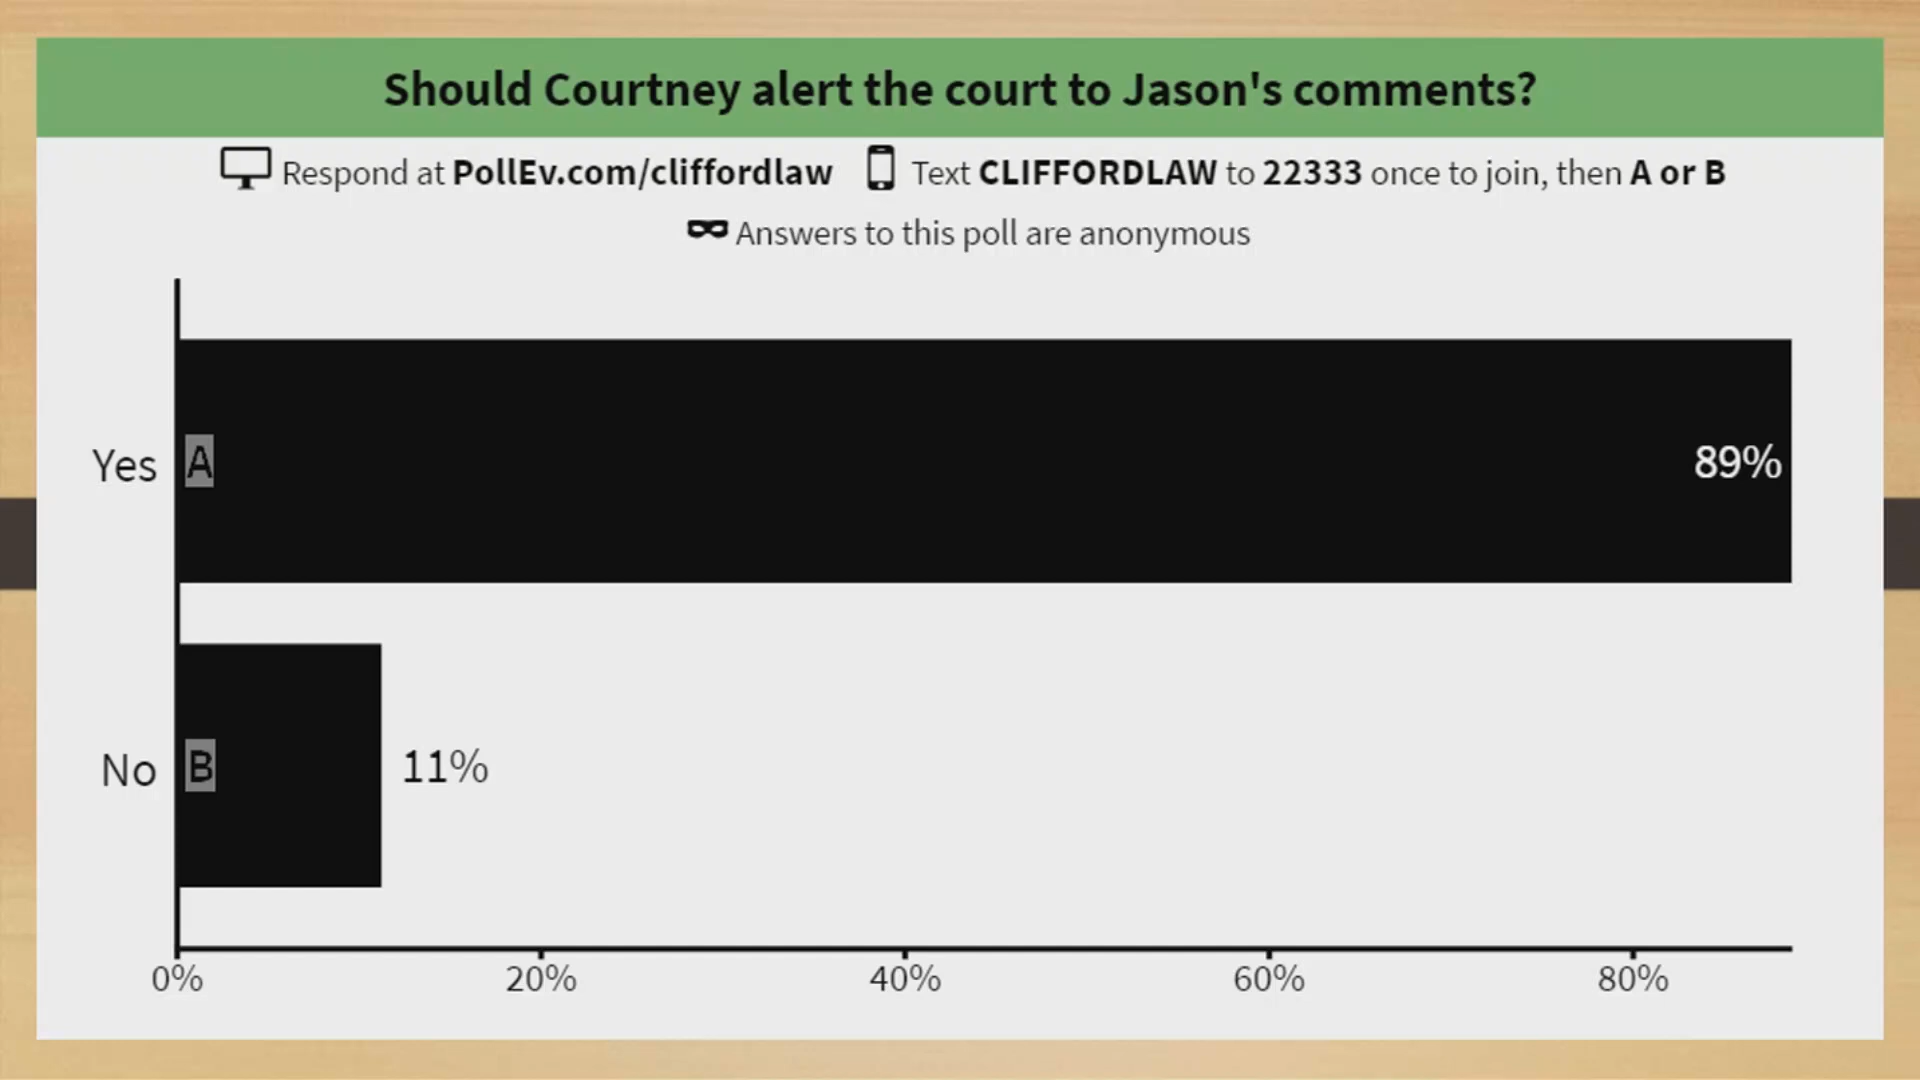 Should Courtney alert the court to Jason's comments?
Respond at PollEv.com/cliffordlaw Text CLIFFORDLAW to 22333 once to join, then A or B
Answers to this poll are anonymous
Yes A 89%
No B 11%
0% 20% 40% 60% 80%